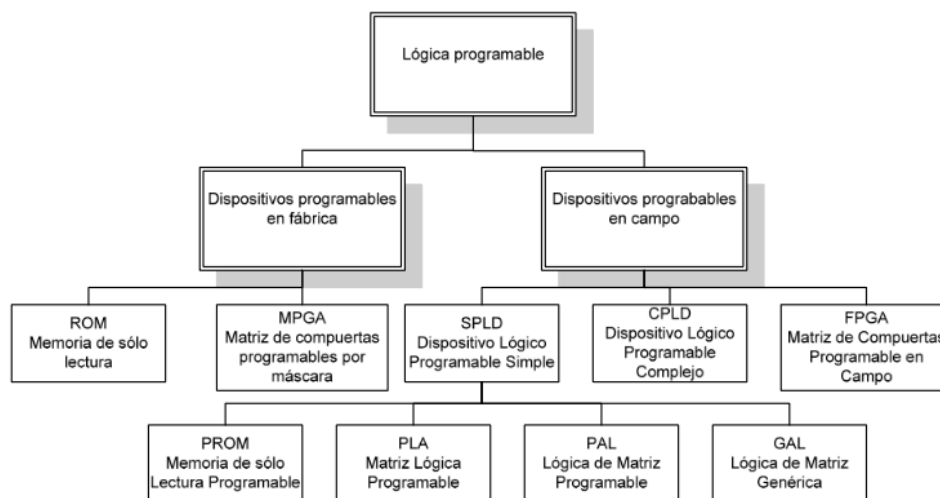 Lógica programable
Dispositivos programables
en fábrica
Dispositivos prograbables
en campo
ROM
Memoria de sólo
lectura
MPGA
Matriz de compuertas
programables por
máscara
SPLD
Dispositivo Lógico
Programable Simple
CPLD
Dispositivo Lógico
Programable
Complejo
FPGA
Matriz de Compuertas
Programable en
Campo
PROM
Memoria de sólo
Lectura Programable
PLA
Matriz Lógica
Programable
PAL
Lógica de Matriz
Programable
GAL
Lógica de Matriz
Genérica